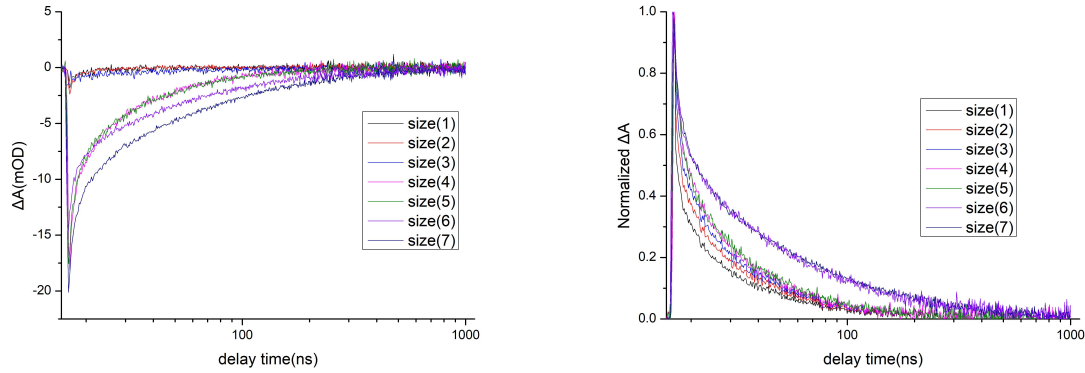 5
0
-5
-10
-15
-20
ΔA(mOD)
100
1000
delay time(ns)
size(1)
size(2)
size(3)
size(4)
size(5)
size(6)
size(7)
1.0
0.8
0.6
0.4
0.2
0.0
Normalized ΔA
100
1000
delay time(ns)
size(1)
size(2)
size(3)
size(4)
size(5)
size(6)
size(7)